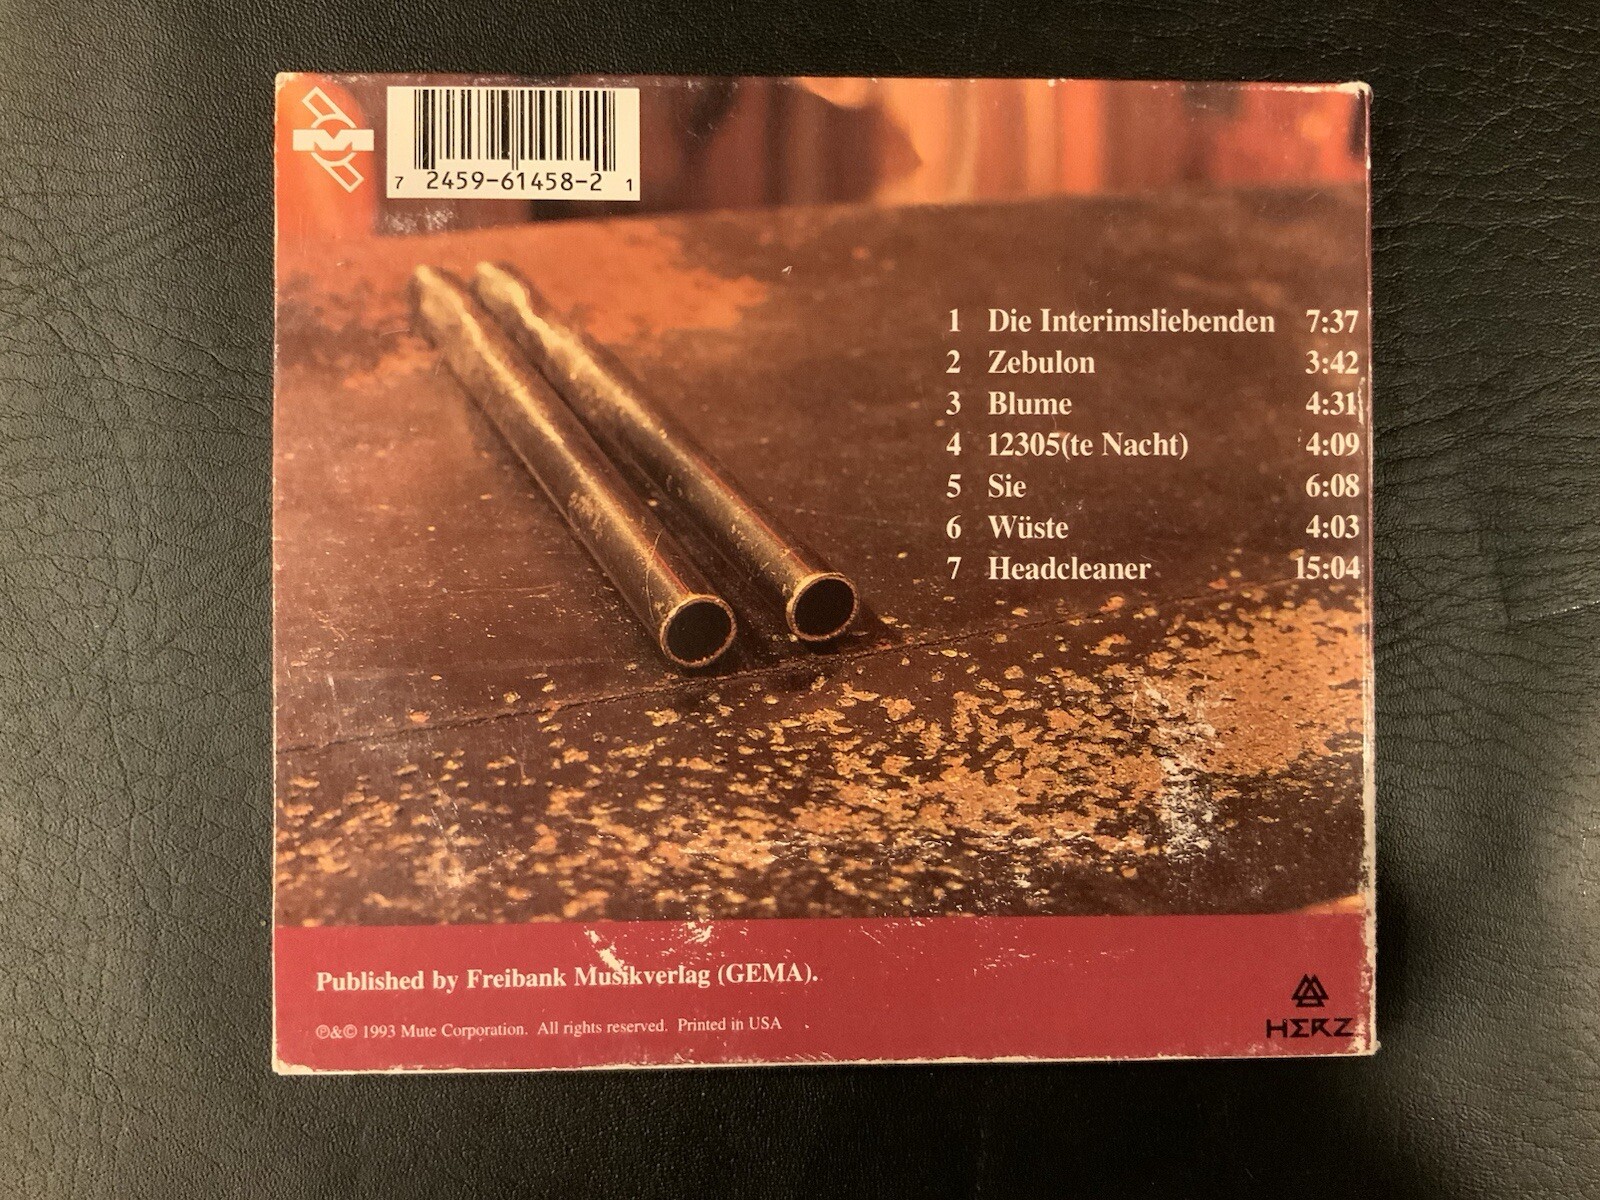 M
7 2459-61458-2 1
1 Die Interimsliebenden 7:37
2 Zebulon 3:42
3 Blume 4:31
4 12305(te Nacht) 4:09
5 Sie 6:08
6 Wüste 4:03
7 Headcleaner 15:04
Published by Freibank Musikverlag (GEMA).
℗&© 1993 Mute Corporation. All rights reserved. Printed in USA
HERZ